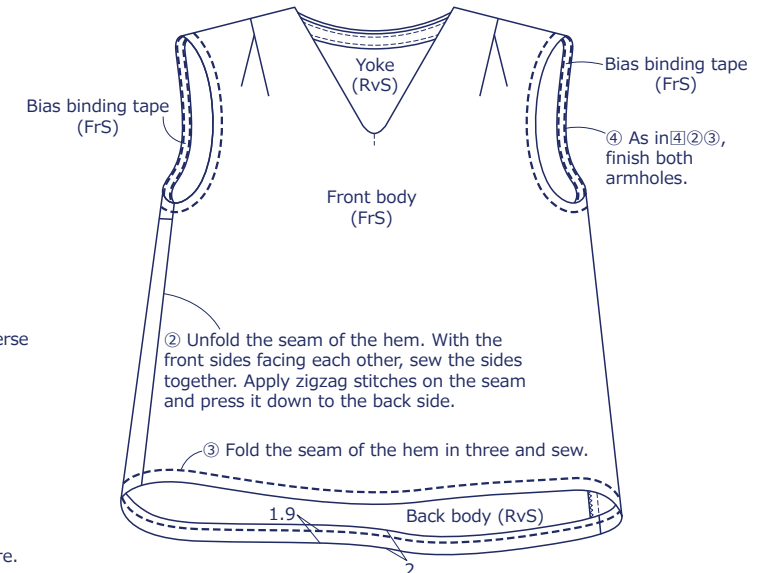 Yoke
(RvS)
Bias binding tape
(FrS)
Bias binding tape
(FrS)
④ As in④②③,
finish both
armholes.
Front body
(FrS)
erse
② Unfold the seam of the hem. With the
front sides facing each other, sew the sides
together. Apply zigzag stitches on the seam
and press it down to the back side.
③ Fold the seam of the hem in three and sew.
1.9
Back body (RvS)
re.
2